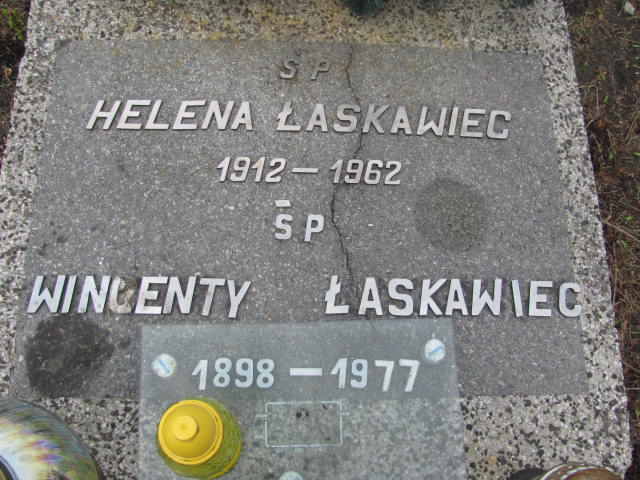 ŚP
HELENA ŁASKAWIEC
1912 – 1962
ŚP
WINCENTY ŁASKAWIEC
1898 – 1977